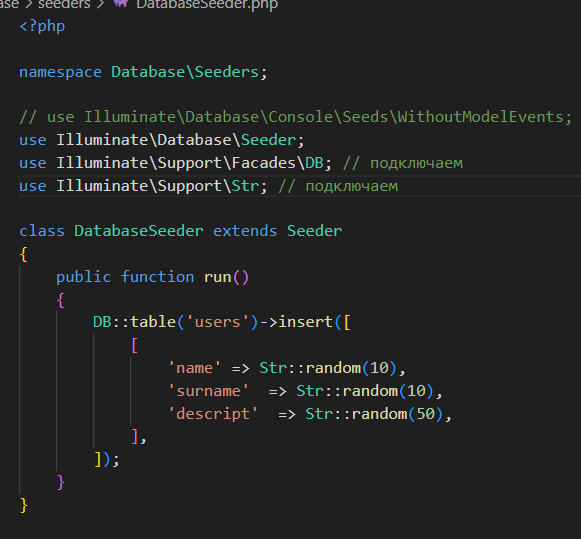 seeders > DatabaseSeeder.php
<?php
namespace Database\Seeders;
// use Illuminate\Database\Console\Seeds\WithoutModelEvents;
use Illuminate\Database\Seeder;
use Illuminate\Support\Facades\DB; // подключаем
use Illuminate\Support\Str; // подключаем
class DatabaseSeeder extends Seeder
{
    public function run()
    {
        DB::table('users')->insert([
            [
                'name' => Str::random(10),
                'surname'  => Str::random(10),
                'descript'  => Str::random(50),
            ],
        ]);
    }
}